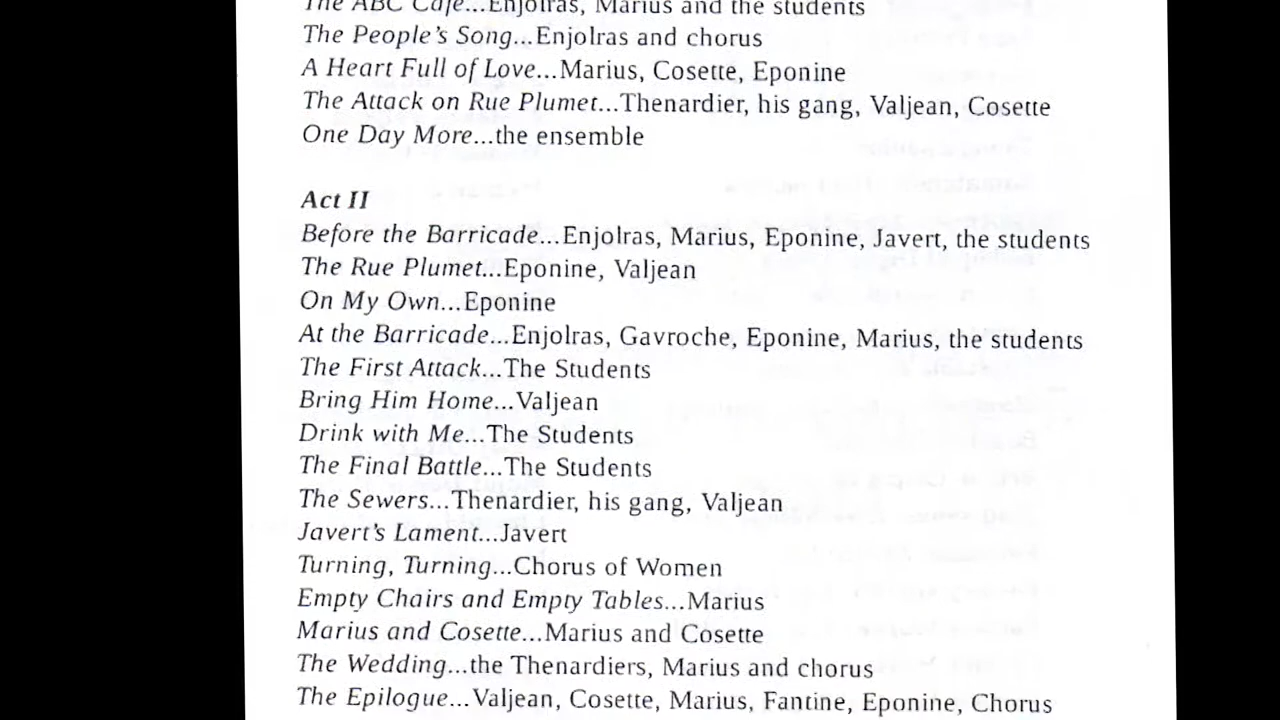 The ABC Cafe...Enjolras, Marius and the students
The People's Song...Enjolras and chorus
A Heart Full of Love...Marius, Cosette, Eponine
The Attack on Rue Plumet...Thenardier, his gang, Valjean, Cosette
One Day More...the ensemble
Act II
Before the Barricade...Enjolras, Marius, Eponine, Javert, the students
The Rue Plumet...Eponine, Valjean
On My Own...Eponine
At the Barricade...Enjolras, Gavroche, Eponine, Marius, the students
The First Attack...The Students
Bring Him Home...Valjean
Drink with Me...The Students
The Final Battle...The Students
The Sewers...Thenardier, his gang, Valjean
Javert's Lament...Javert
Turning, Turning...Chorus of Women
Empty Chairs and Empty Tables...Marius
Marius and Cosette...Marius and Cosette
The Wedding...the Thenardiers, Marius and chorus
The Epilogue...Valjean, Cosette, Marius, Fantine, Eponine, Chorus